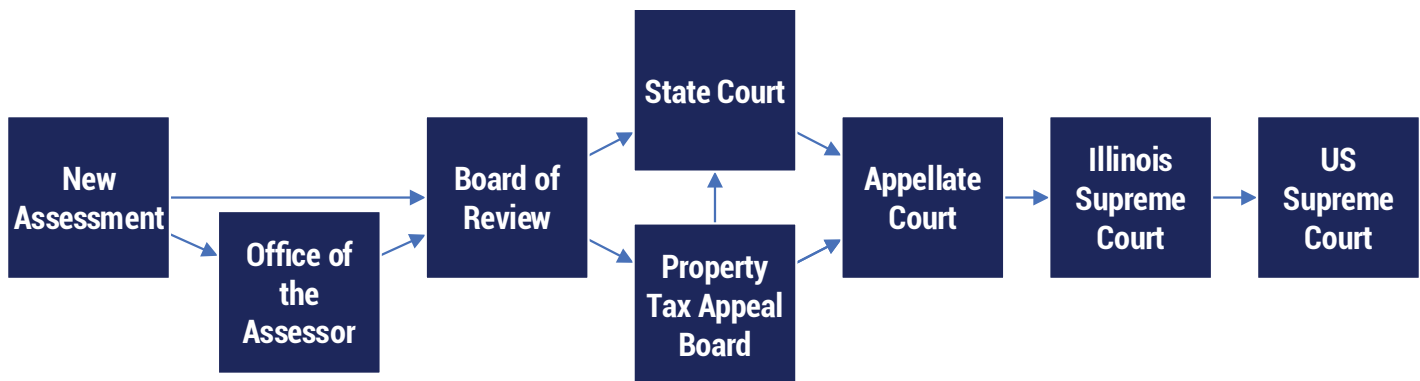 New
Assessment
Office of
the
Assessor
Board of
Review
State Court
Property
Tax Appeal
Board
Appellate
Court
Illinois
Supreme
Court
US
Supreme
Court